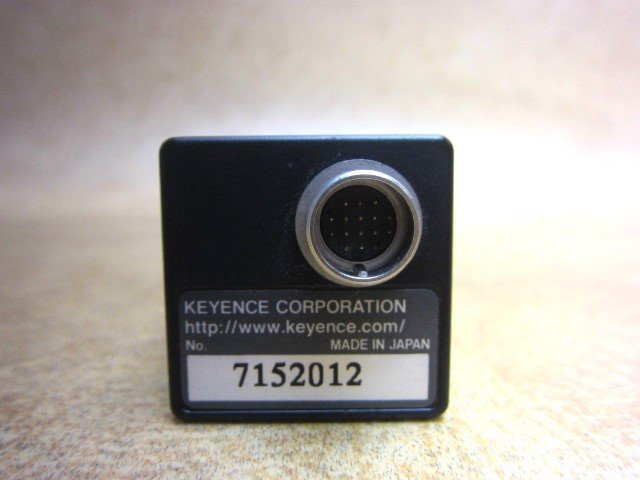 KEYENCE CORPORATION
http://www.keyence.com/
No. MADE IN JAPAN
7152012